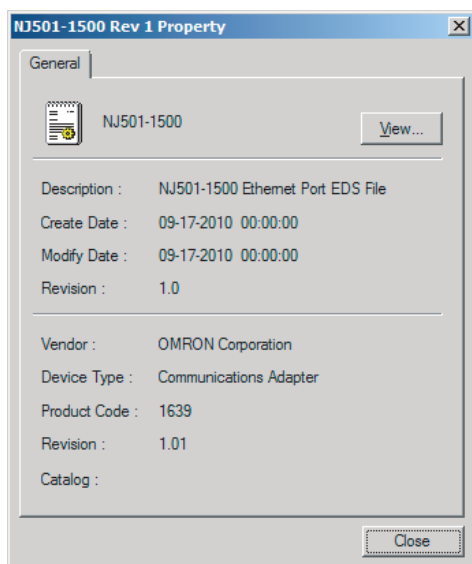 NJ501-1500 Rev 1 Property
General
NJ501-1500
View...
Description : NJ501-1500 Ethernet Port EDS File
Create Date : 09-17-2010 00:00:00
Modify Date : 09-17-2010 00:00:00
Revision : 1.0
Vendor : OMRON Corporation
Device Type : Communications Adapter
Product Code : 1639
Revision : 1.01
Catalog :
Close